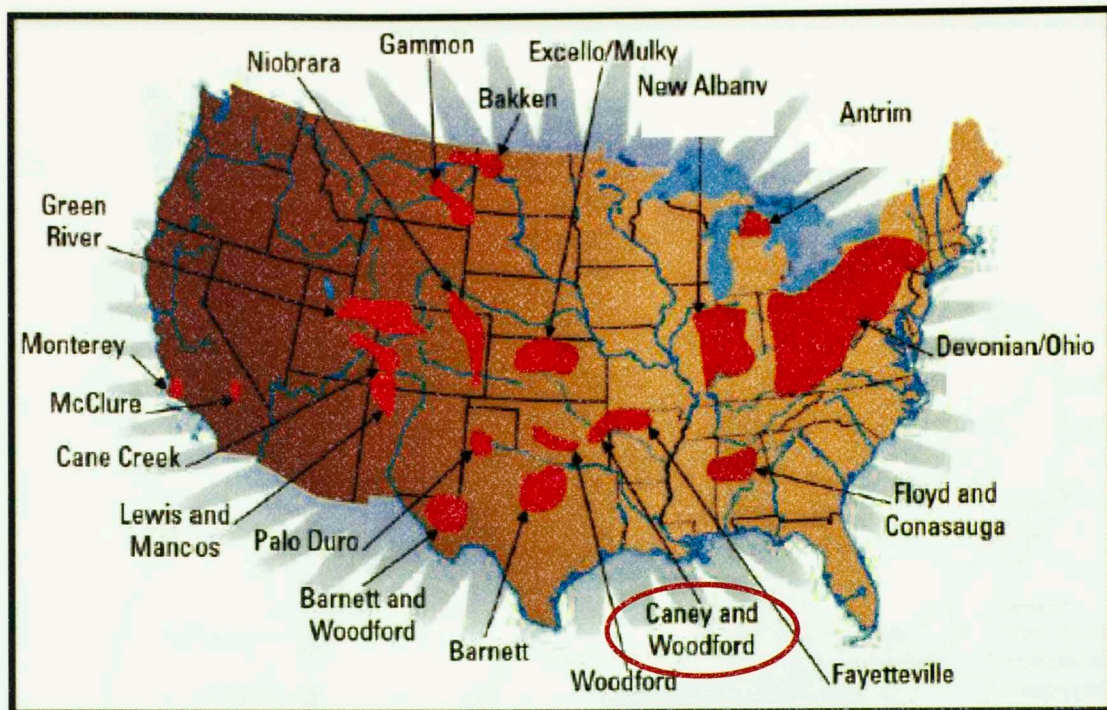 Gammon
Niobrara
Excello/Mulky
Bakken
New Albany
Antrim
Green
River
Monterey
McClure
Cane Creek
Lewis and
Mancos
Palo Duro
Barnett and
Woodford
Barnett
Woodford
Caney and
Woodford
Fayetteville
Floyd and
Conasauga
Devonian/Ohio